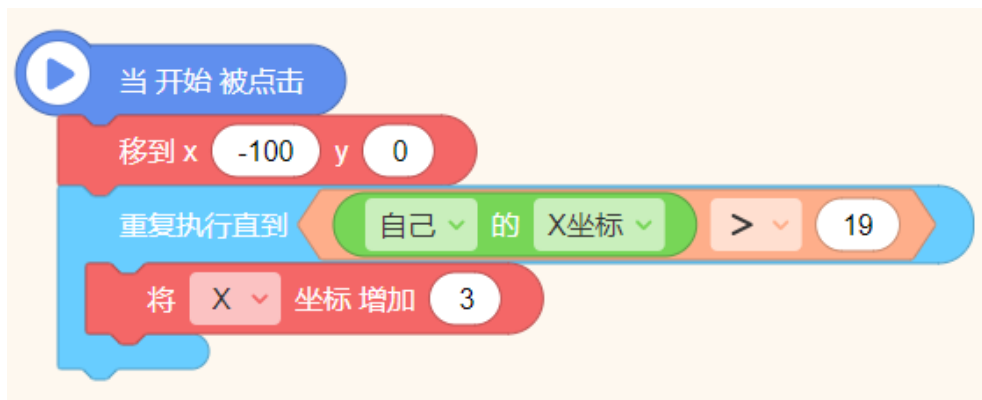 当 开始 被点击
移到 x -100 y 0
重复执行直到 自己 的 X坐标 > 19
将 X 坐标 增加 3